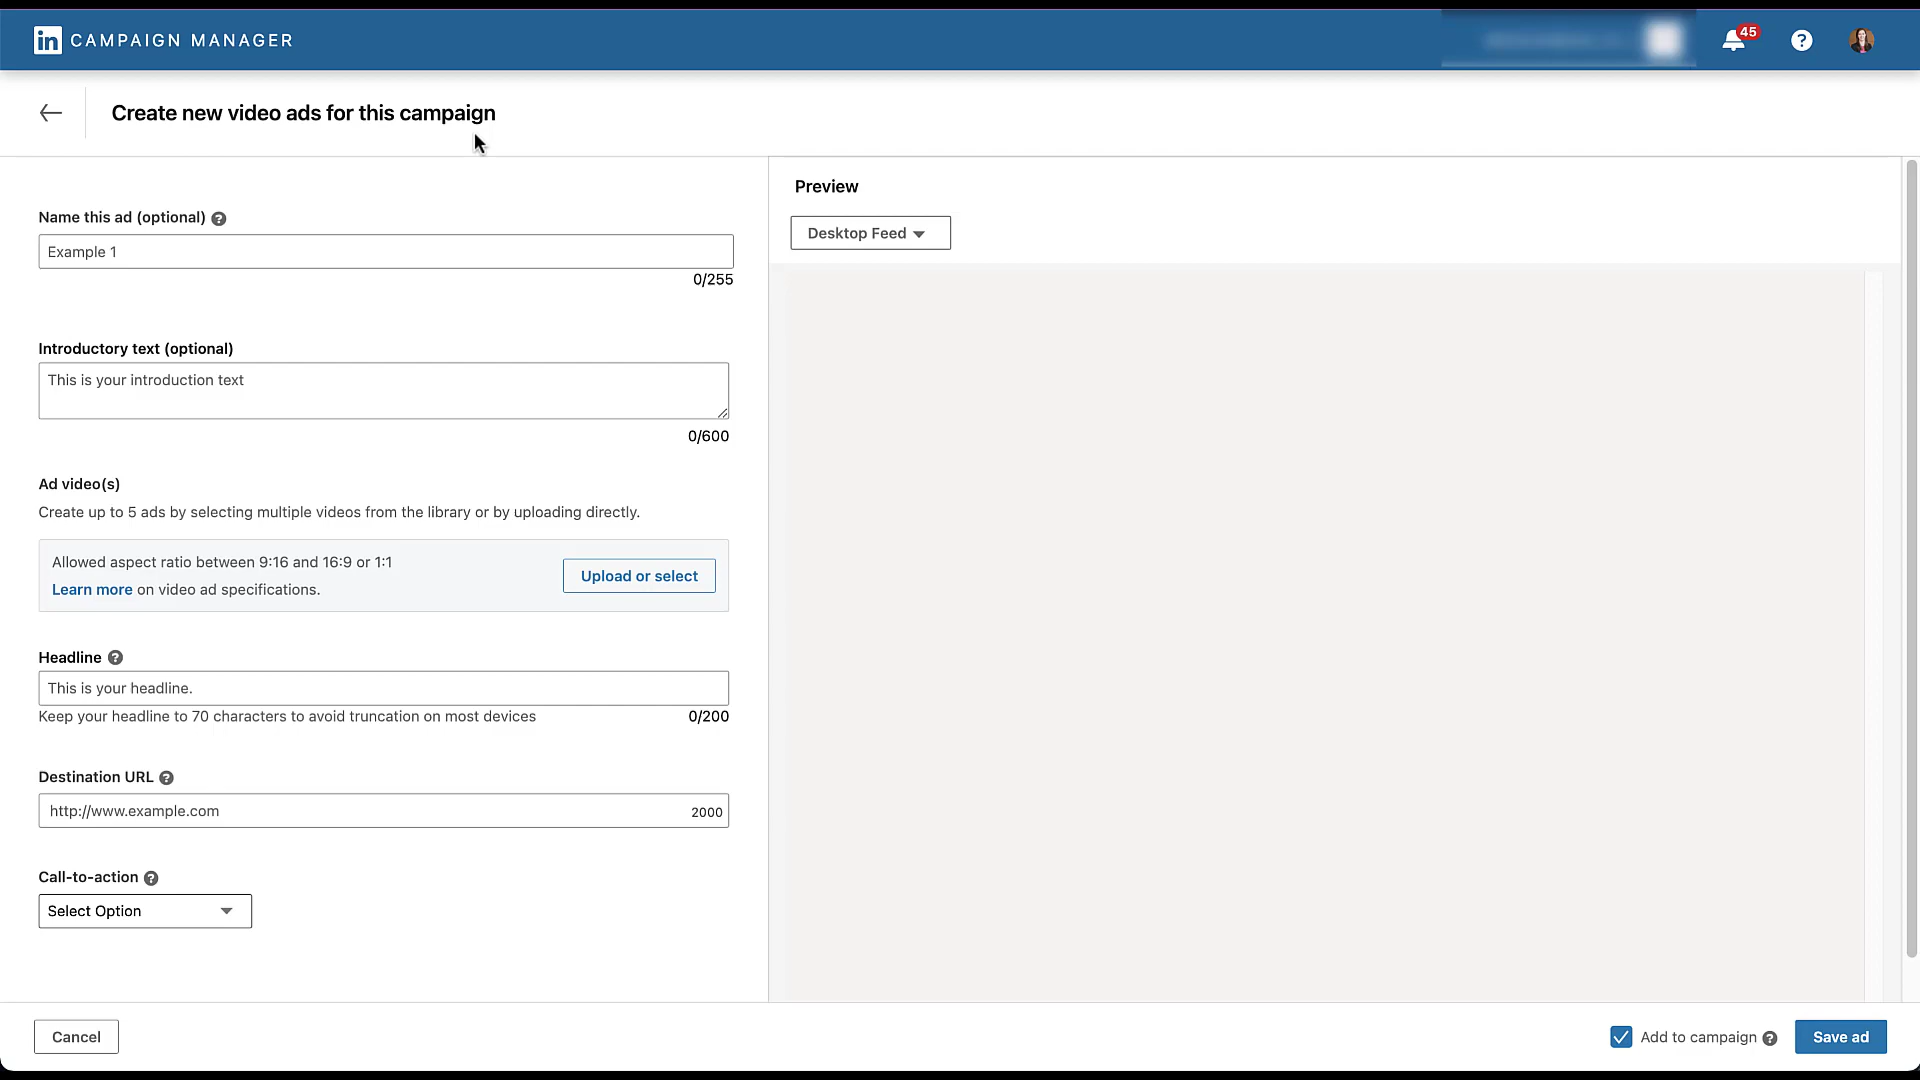 in CAMPAIGN MANAGER
45
Create new video ads for this campaign
Name this ad (optional)
Example 1
0/255
Introductory text (optional)
This is your introduction text
0/600
Ad video(s)
Create up to 5 ads by selecting multiple videos from the library or by uploading directly.
Allowed aspect ratio between 9:16 and 16:9 or 1:1
Learn more on video ad specifications.
Upload or select
Headline
This is your headline.
Keep your headline to 70 characters to avoid truncation on most devices
0/200
Destination URL
http://www.example.com
2000
Call-to-action
Select Option
Preview
Desktop Feed
Cancel
Add to campaign
Save ad